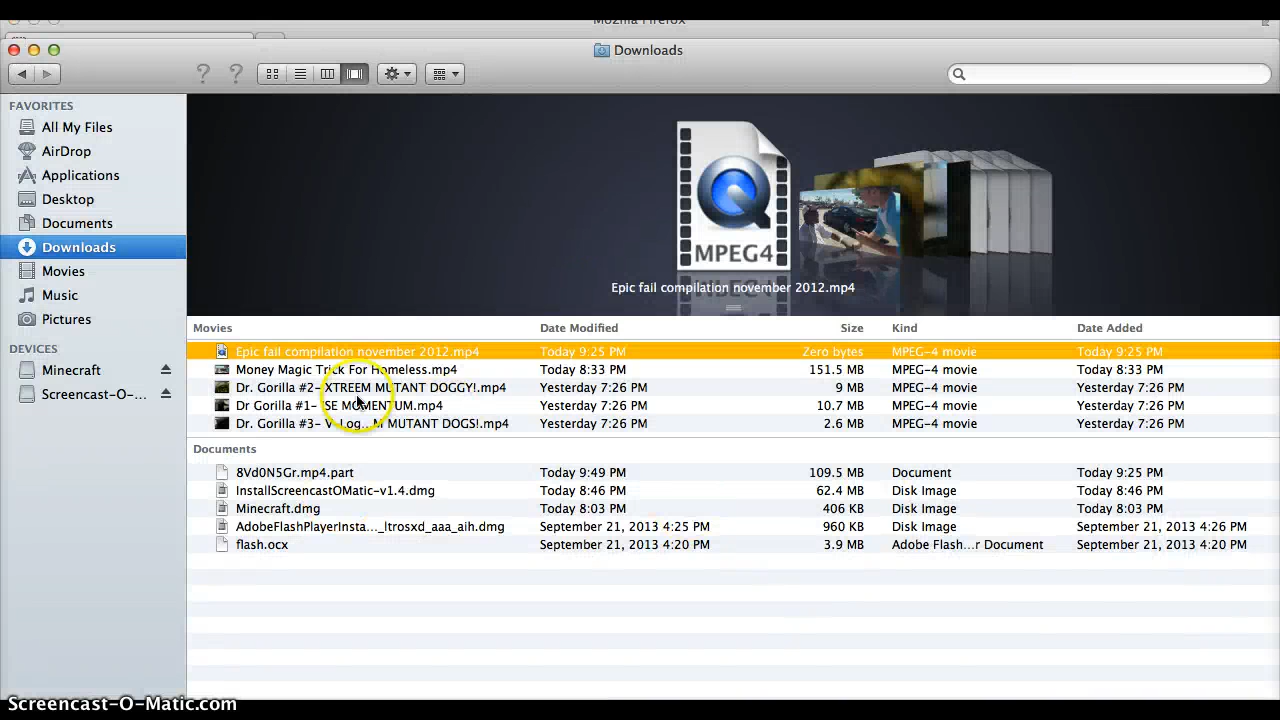 Mozilla Firefox
Downloads
? ?
FAVORITES
All My Files
AirDrop
Applications
Desktop
Documents
Downloads
Movies
Music
Pictures
DEVICES
Minecraft
Screencast-O-...
MPEG4
Epic fail compilation november 2012.mp4
Movies Date Modified Size Kind Date Added
Epic fail compilation november 2012.mp4 Today 9:25 PM Zero bytes MPEG-4 movie Today 9:25 PM
Money Magic Trick For Homeless.mp4 Today 8:33 PM 151.5 MB MPEG-4 movie Today 8:33 PM
Dr. Gorilla #2- XTREEM MUTANT DOGGY!.mp4 Yesterday 7:26 PM 9 MB MPEG-4 movie Yesterday 7:26 PM
Dr Gorilla #1- MOMENTUM.mp4 Yesterday 7:26 PM 10.7 MB MPEG-4 movie Yesterday 7:26 PM
Dr. Gorilla #3- MUTANT DOGS!.mp4 Yesterday 7:26 PM 2.6 MB MPEG-4 movie Yesterday 7:26 PM
Documents
8Vd0N5Gr.mp4.part Today 9:49 PM 109.5 MB Document Today 9:25 PM
InstallScreencastOMatic-v1.4.dmg Today 8:46 PM 62.4 MB Disk Image Today 8:46 PM
Minecraft.dmg Today 8:03 PM 406 KB Disk Image Today 8:03 PM
AdobeFlashPlayerInsta..._ltrosxd_aaa_aih.dmg September 21, 2013 4:25 PM 960 KB Disk Image September 21, 2013 4:26 PM
flash.ocx September 21, 2013 4:20 PM 3.9 MB Adobe Flash...r Document September 21, 2013 4:20 PM
Screencast-O-Matic.com